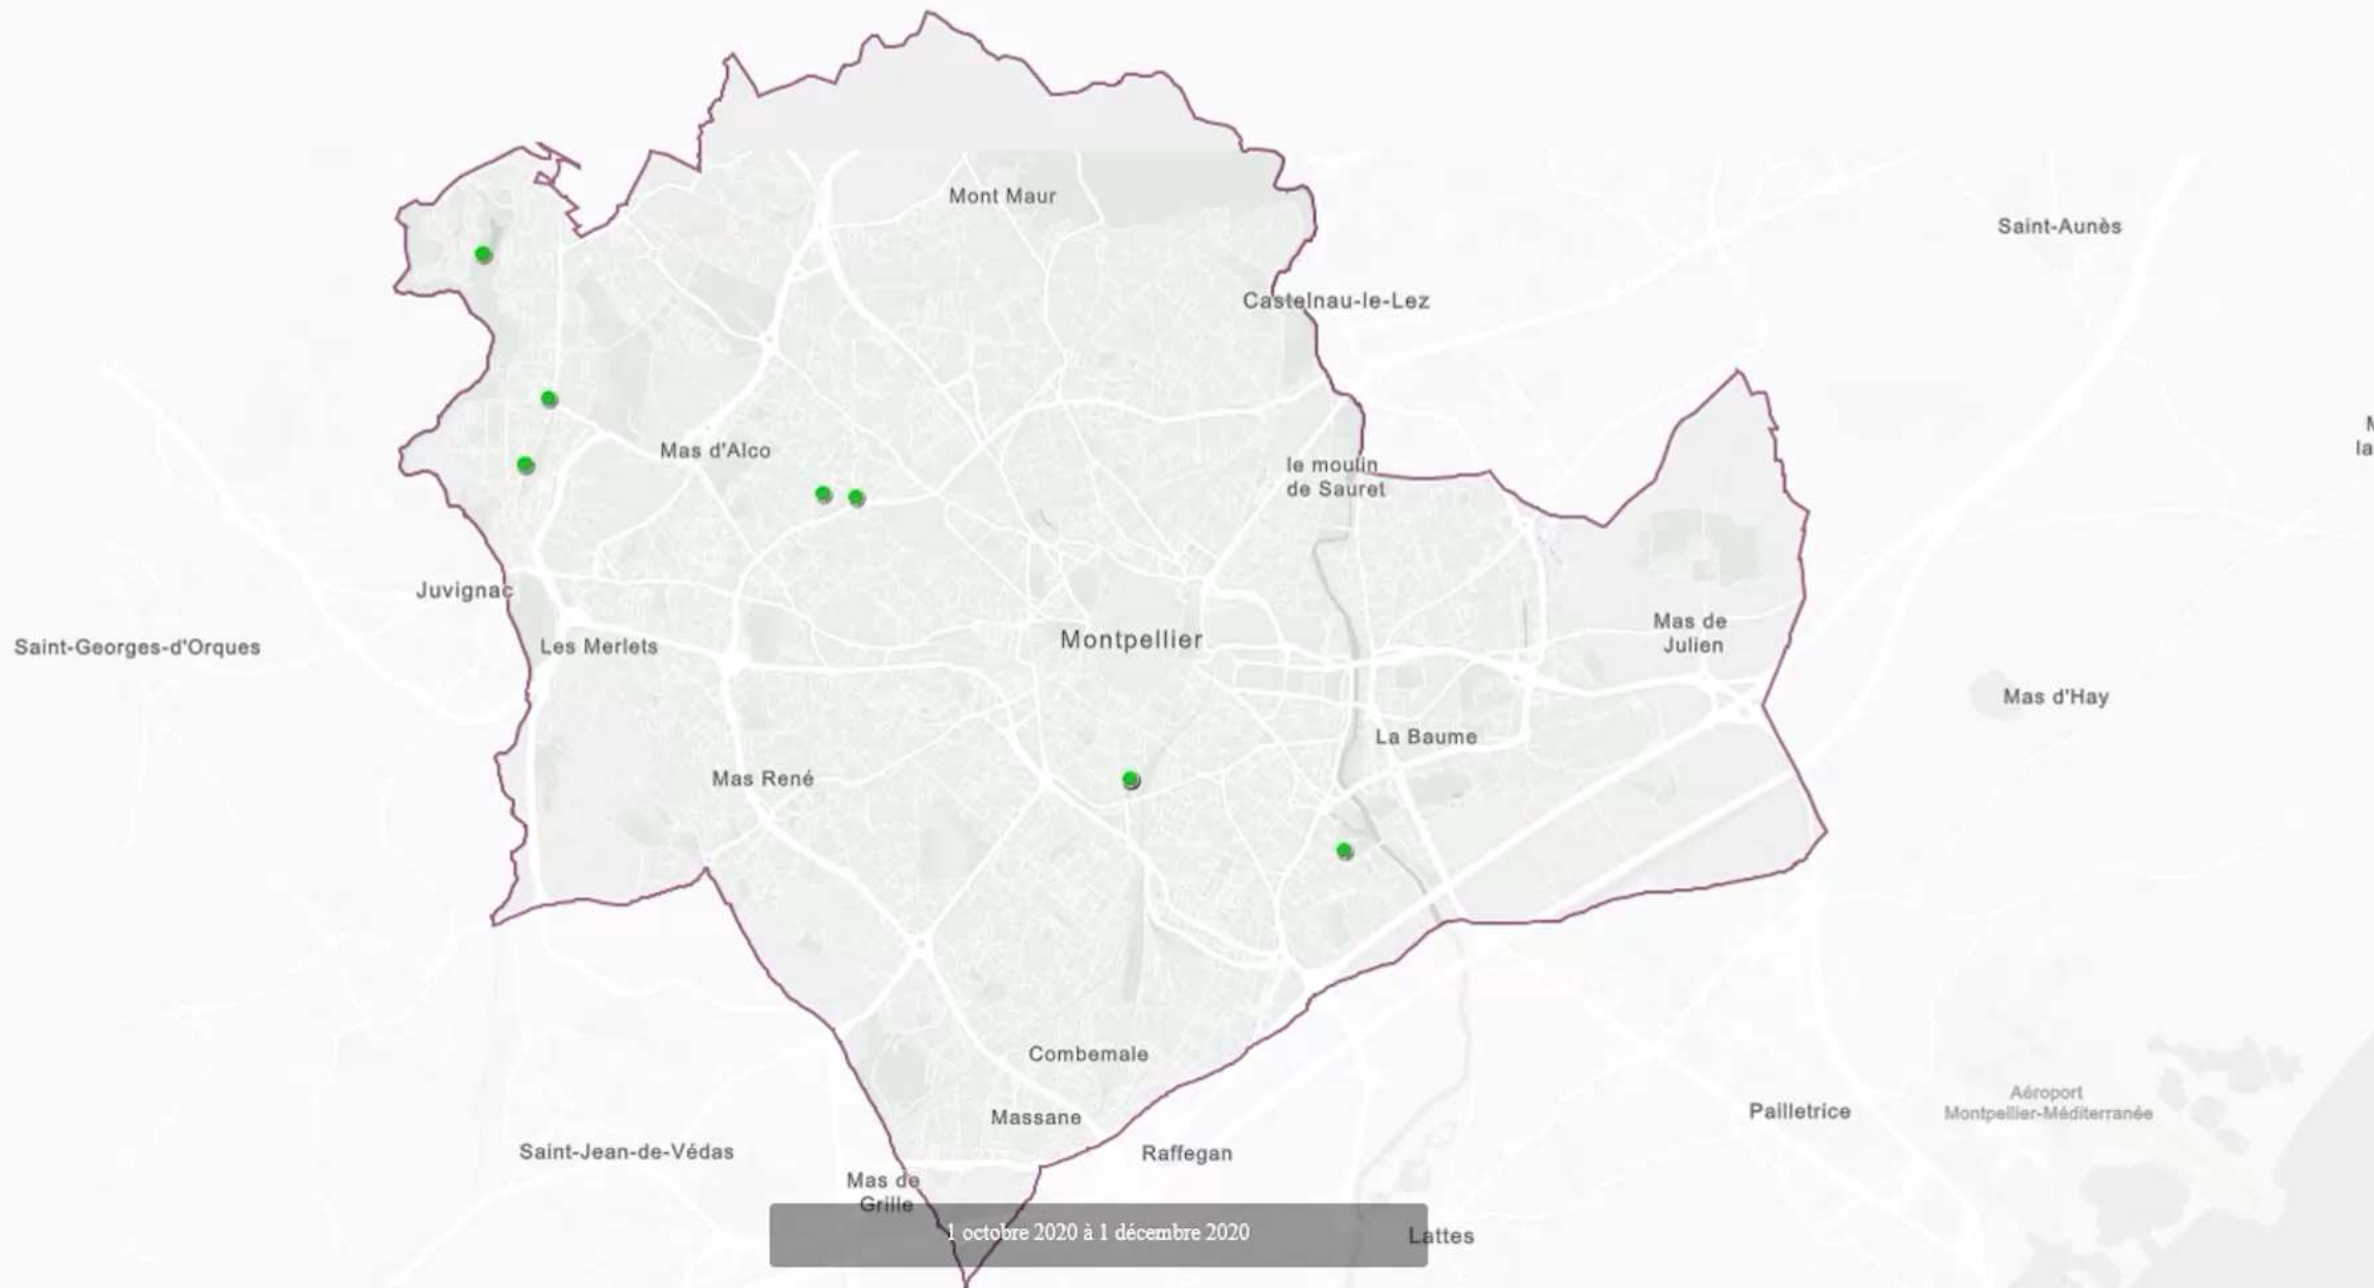 Mont Maur
Saint-Aunès
Castelnau-le-Lez
Mas d'Alco
le moulin
de Sauret
la
Juvignac
Saint-Georges-d'Orques
Les Merlets
Montpellier
Mas de
Julien
Mas d'Hay
La Baume
Mas René
Combemale
Massane
Aéroport
Montpellier-Méditerranée
Pailletrice
Saint-Jean-de-Védas
Raffegan
Mas de
Grille
1 octobre 2020 à 1 décembre 2020
Lattes